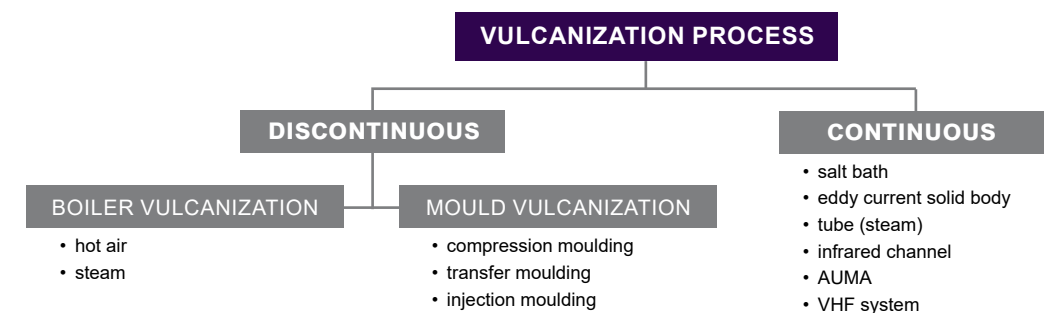 VULCANIZATION PROCESS
DISCONTINUOUS
BOILER VULCANIZATION
• hot air
• steam
MOULD VULCANIZATION
• compression moulding
• transfer moulding
• injection moulding
CONTINUOUS
• salt bath
• eddy current solid body
• tube (steam)
• infrared channel
• AUMA
• VHF system